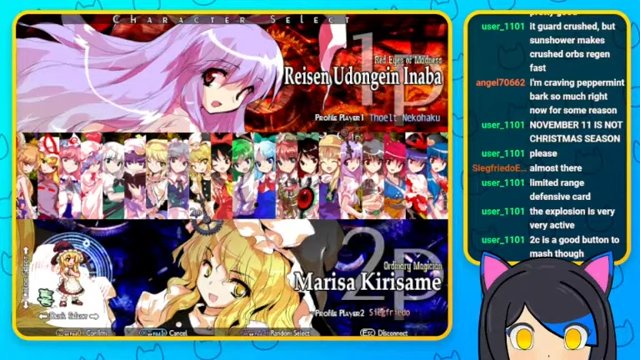 Character Select
1p
Red Eyes of Madness
Reisen Udongein Inaba
Profile Player1 Thoelt Nekohaku
2p
Ordinary Magician
Marisa Kirisame
Profile Player2 Siegfriedo
Confirm
Cancel
Random Select
Esc Disconnect
user_1101 it guard crushed, but
sunshower makes
crushed orbs regen
fast
angel70662 I'm craving peppermint
bark so much right
now for some reason
user_1101 NOVEMBER 11 IS NOT
CHRISTMAS SEASON
user_1101 please
SiegfriedoE... almost there
user_1101 limited range
defensive card
user_1101 the explosion is very
very active
user_1101 2c is a good button to
mash though